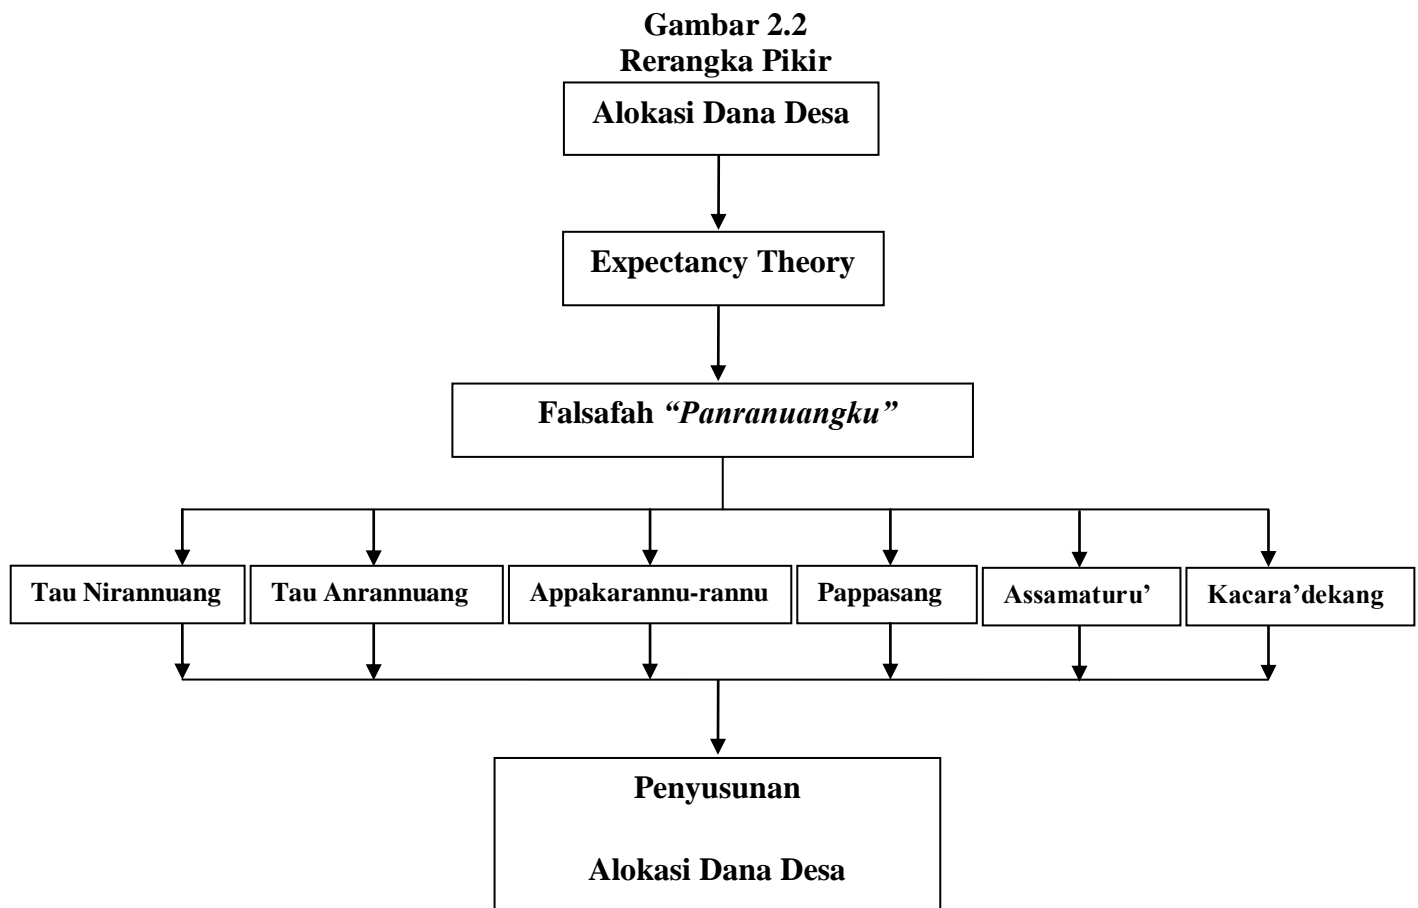 Gambar 2.2
Rerangka Pikir
Alokasi Dana Desa
Expectancy Theory
Falsafah “Panranuangku”
Tau Nirannuang
Tau Anrannuang
Appakarannu-rannu
Pappasang
Assamaturu’
Kacara’dekang
Penyusunan
Alokasi Dana Desa